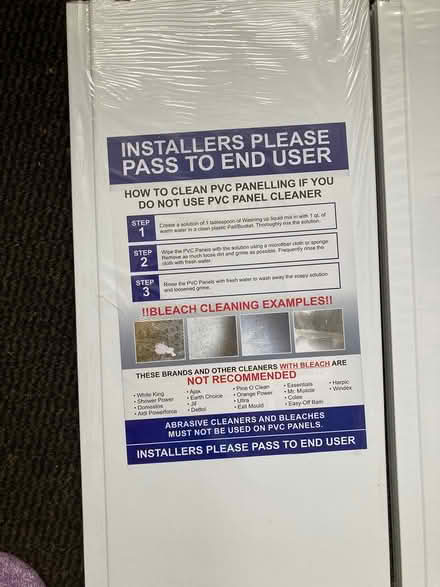 INSTALLERS PLEASE
PASS TO END USER
HOW TO CLEAN PVC PANELLING IF YOU
DO NOT USE PVC PANEL CLEANER
STEP
1
Create a solution of 1 tablespoon of Washing up liquid mix in with 1 qt. of
warm water in a clean plastic Pail/Bucket. Thoroughly mix the solution.
STEP
2
Wipe the PVC Panels with the solution using a microfiber cloth or sponge
Remove as much loose dirt and grime as possible. Frequently rinse the
cloth with fresh water.
STEP
3
Rinse the PVC Panels with fresh water to wash away the soapy solution
and loosened grime.
!!BLEACH CLEANING EXAMPLES!!
THESE BRANDS AND OTHER CLEANERS WITH BLEACH ARE
NOT RECOMMENDED
• White King
• Shower Power
• Domestos
• Aldi Powerforce
• Ajax
• Earth Choice
• Jif
• Dettol
• Pine O Clean
• Orange Power
• Ultra
• Exit Mould
• Essentials
• Mr. Muscle
• Coles
• Easy-Off Bam
• Harpic
• Windex
ABRASIVE CLEANERS AND BLEACHES
MUST NOT BE USED ON PVC PANELS.
INSTALLERS PLEASE PASS TO END USER